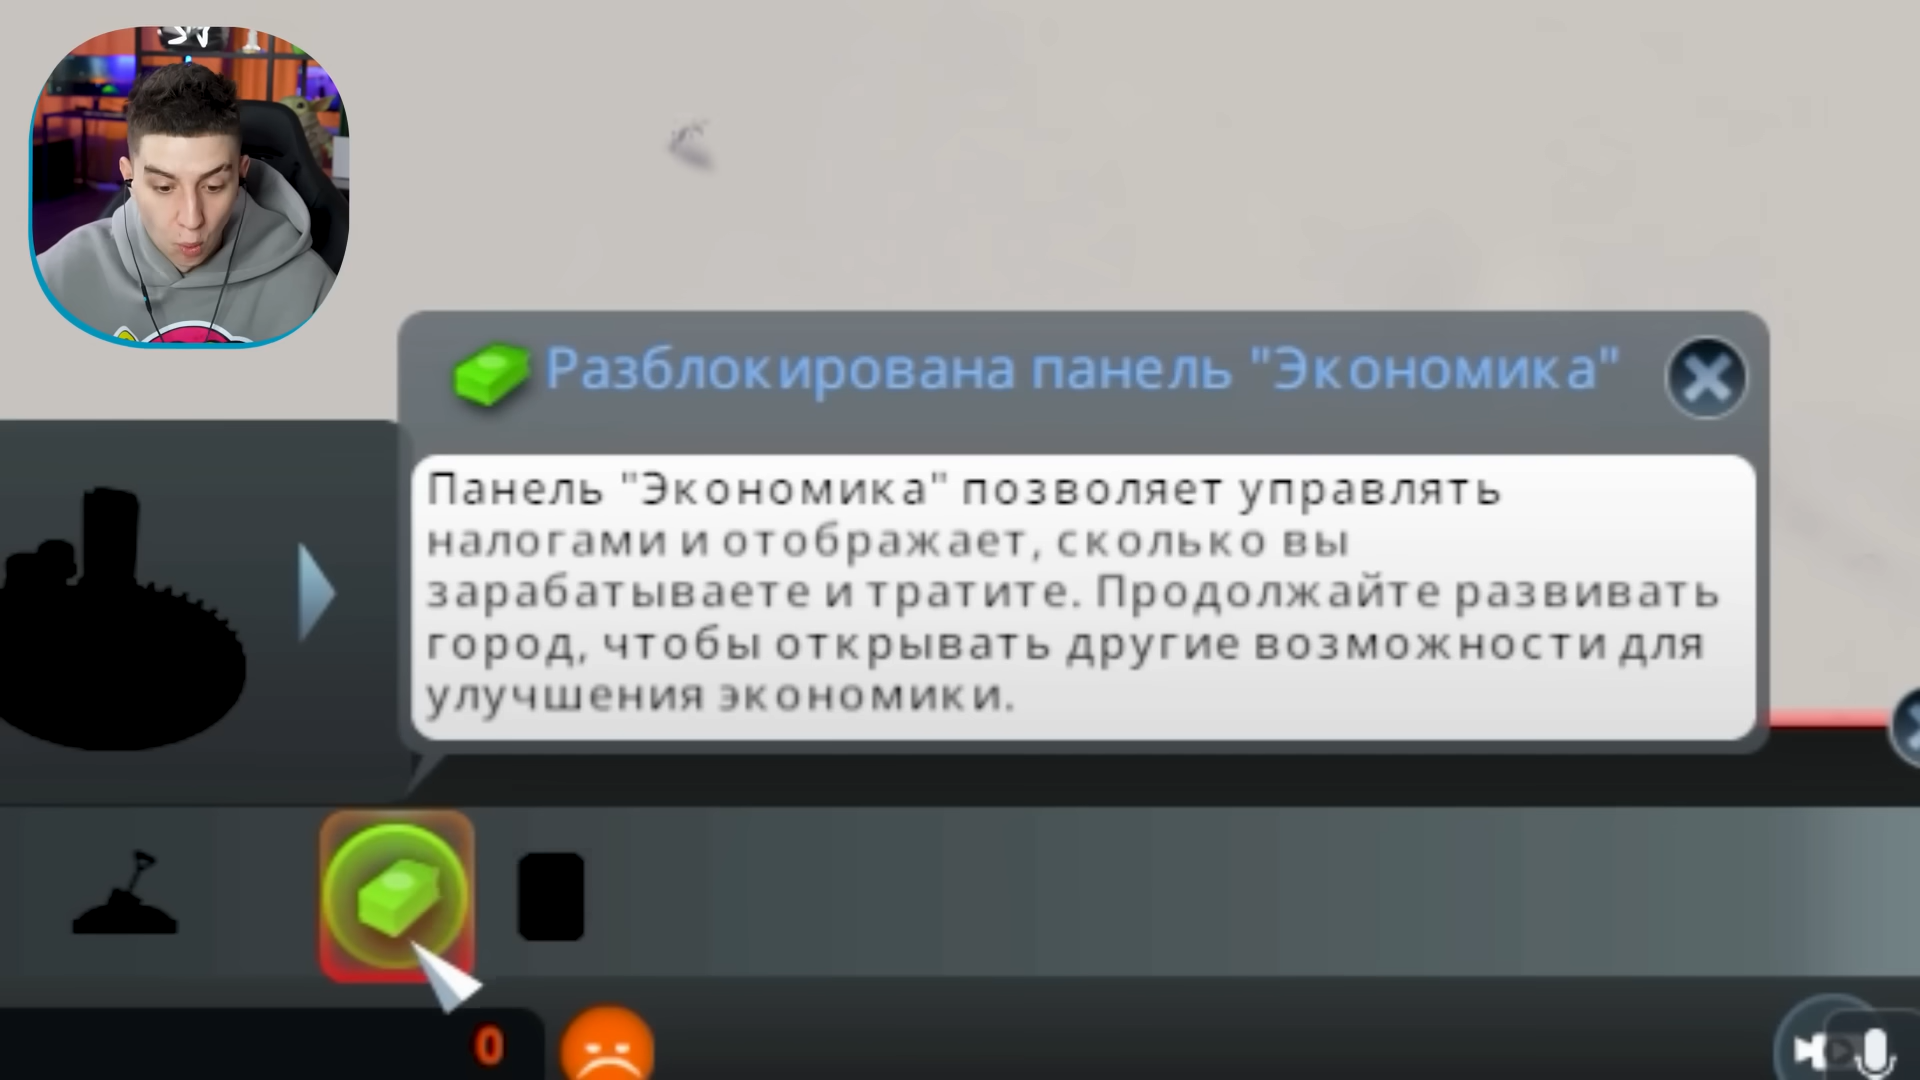 Разблокирована панель "Экономика"
Панель "Экономика" позволяет управлять
налогами и отображает, сколько вы
зарабатываете и тратите. Продолжайте развивать
город, чтобы открывать другие возможности для
улучшения экономики.
0